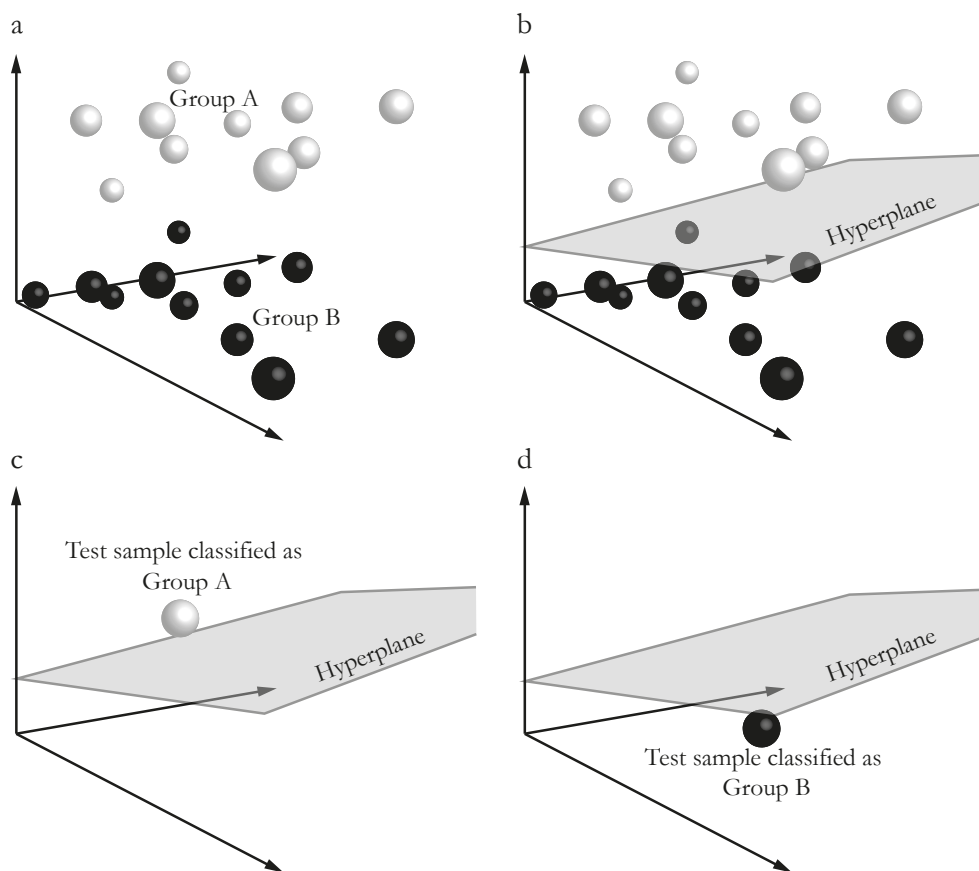 a
Group A
Group B
b
Hyperplane
c
Test sample classified as
Group A
Hyperplane
d
Hyperplane
Test sample classified as
Group B